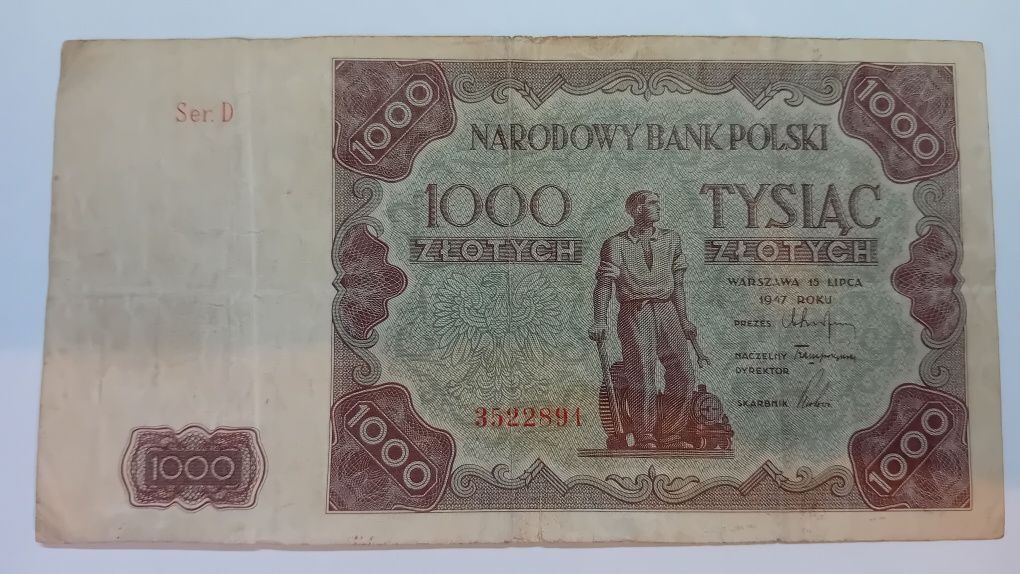 Ser. D
1000
1000
NARODOWY BANK POLSKI
1000
ZŁOTYCH
TYSIĄC
ZŁOTYCH
WARSZAWA 15 LIPCA
1947 ROKU
PREZES
NACZELNY
DYREKTOR
SKARBNIK
3522894
1000
1000
1000